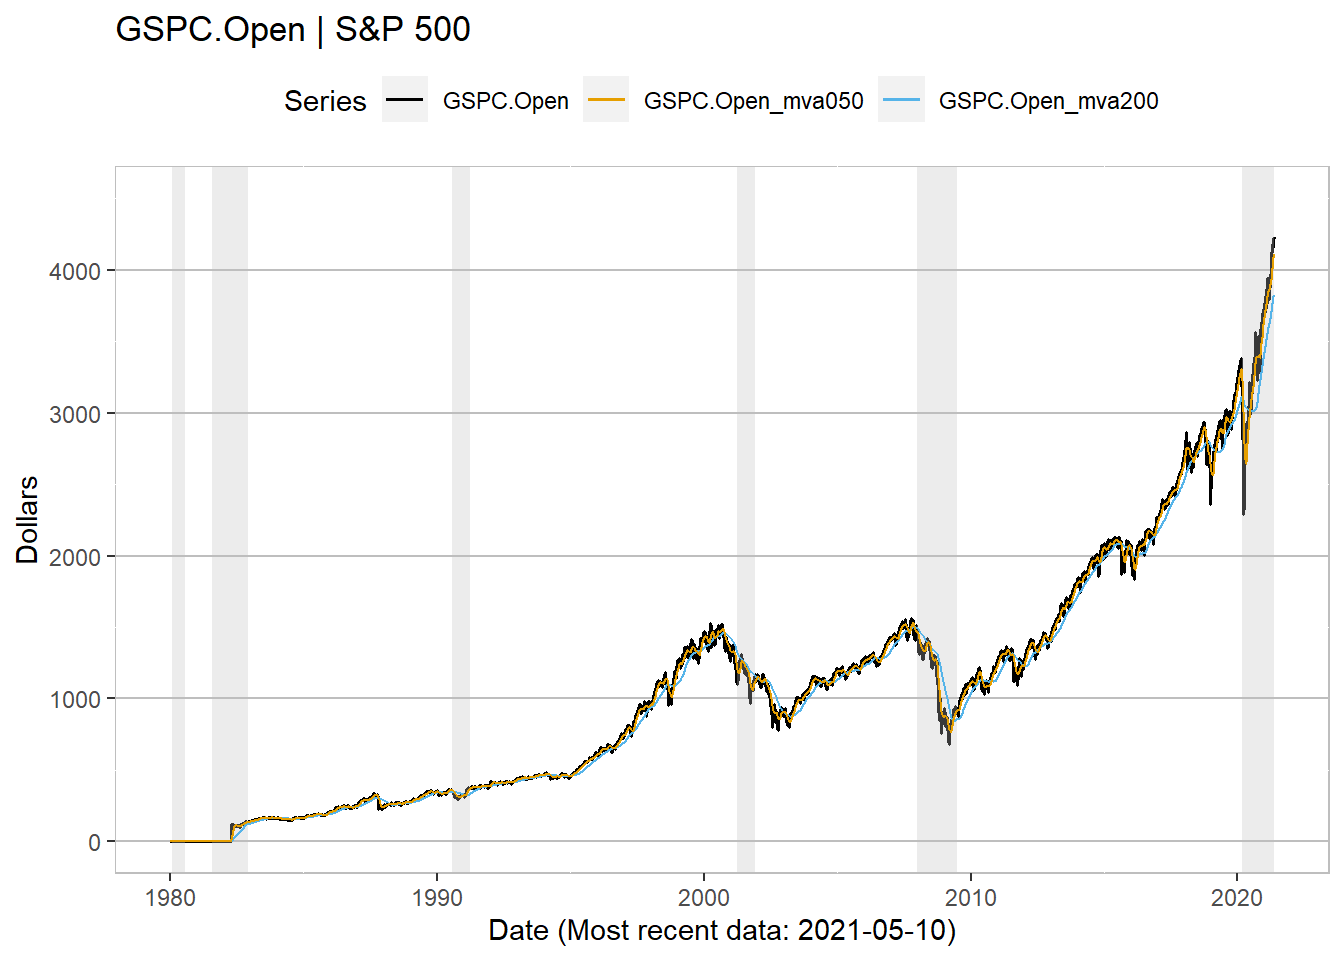 GSPC.Open | S&P 500
Series GSPC.Open GSPC.Open_mva050 GSPC.Open_mva200
Dollars
4000
3000
2000
1000
0
1980 1990 2000 2010 2020
Date (Most recent data: 2021-05-10)